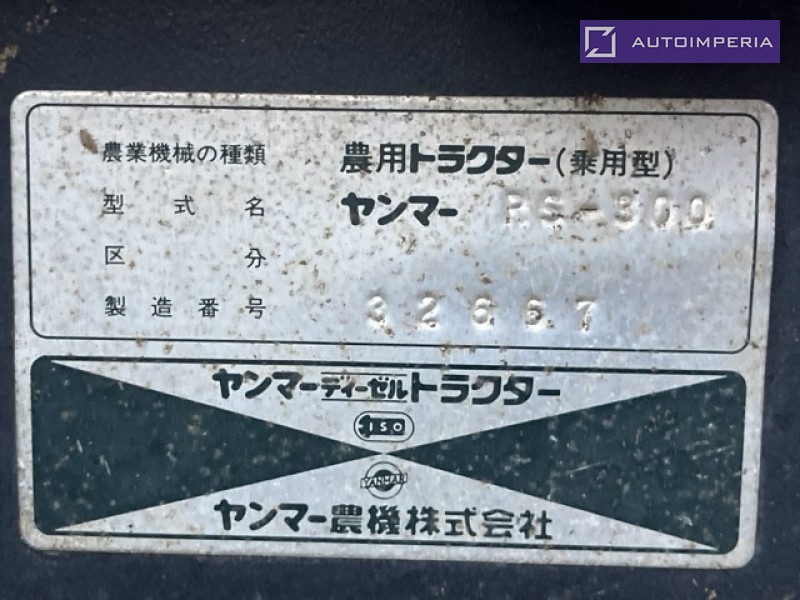 AUTOIMPERIA
農業機械の種類 農用トラクター(乗用型)
型式名 ヤンマー RS-300
区分
製造番号 32667
ヤンマーディーゼルトラクター
ISO
YANMAR
ヤンマー農機株式会社